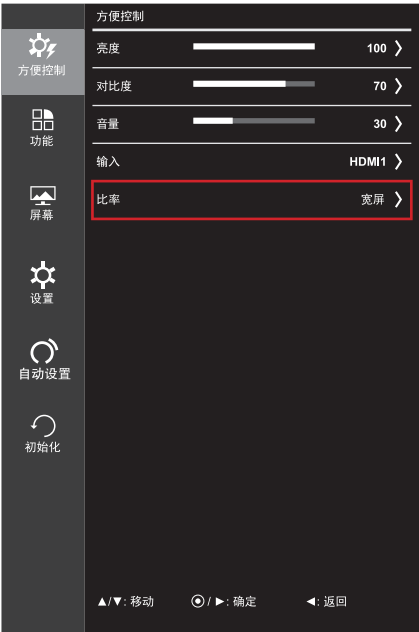 方便控制
方便控制
亮度 100
对比度 70
音量 30
输入 HDMI1
比率 宽屏
功能
屏幕
设置
自动设置
初始化
▲/▼: 移动 ◉/ ►: 确定 ◄: 返回